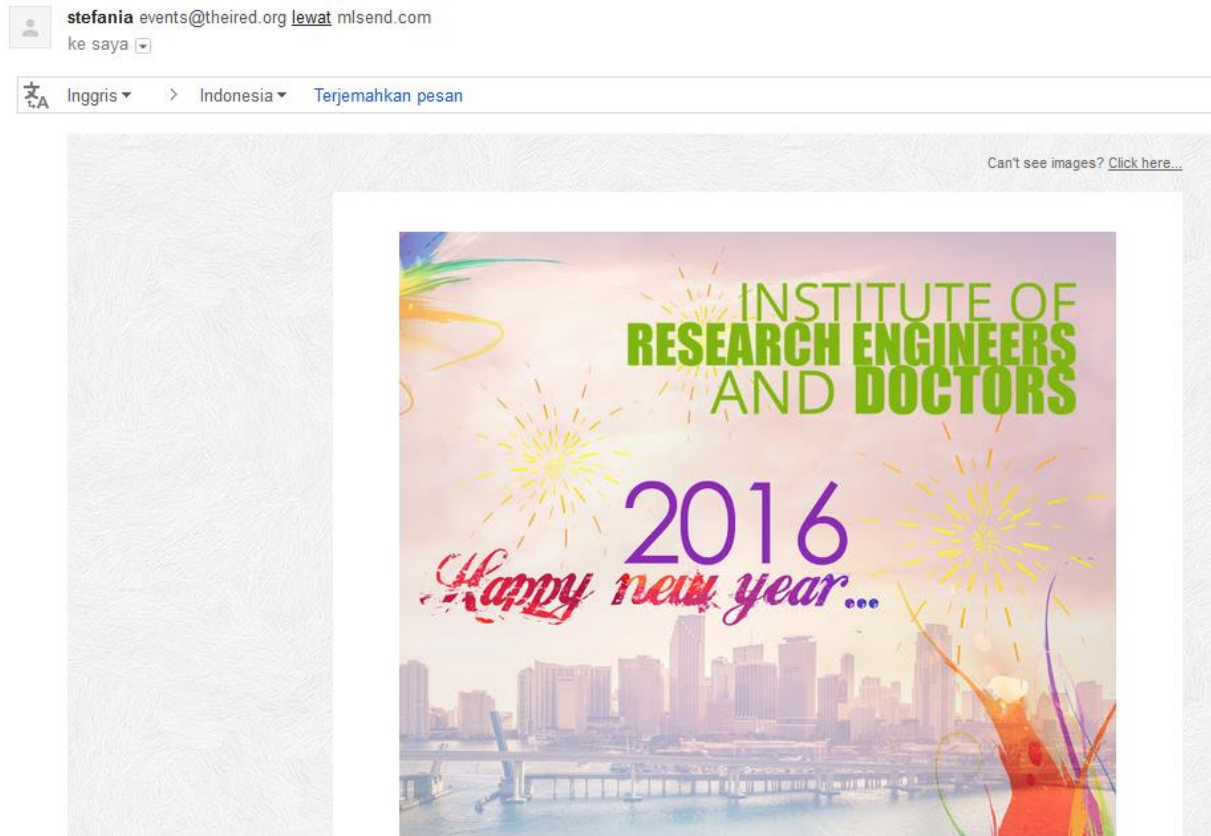 stefania events@theired.org lewat mlsend.com
ke saya
Inggris > Indonesia Terjemahkan pesan
Can't see images? Click here...
INSTITUTE OF
RESEARCH ENGINEERS
AND DOCTORS
2016
Happy new year...